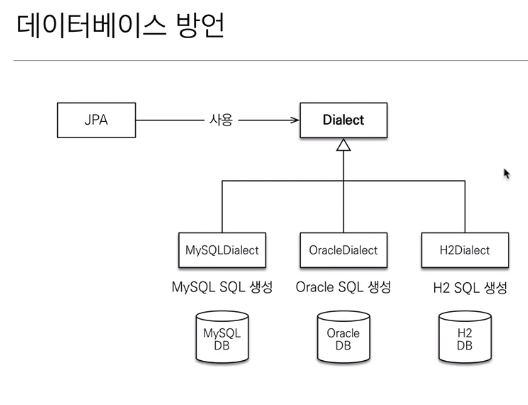 데이터베이스 방언
JPA
사용
Dialect
MySQLDialect
OracleDialect
H2Dialect
MySQL SQL 생성
Oracle SQL 생성
H2 SQL 생성
MySQL
DB
Oracle
DB
H2
DB